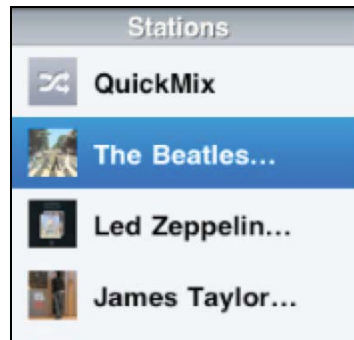 Stations
QuickMix
The Beatles...
Led Zeppelin...
James Taylor...